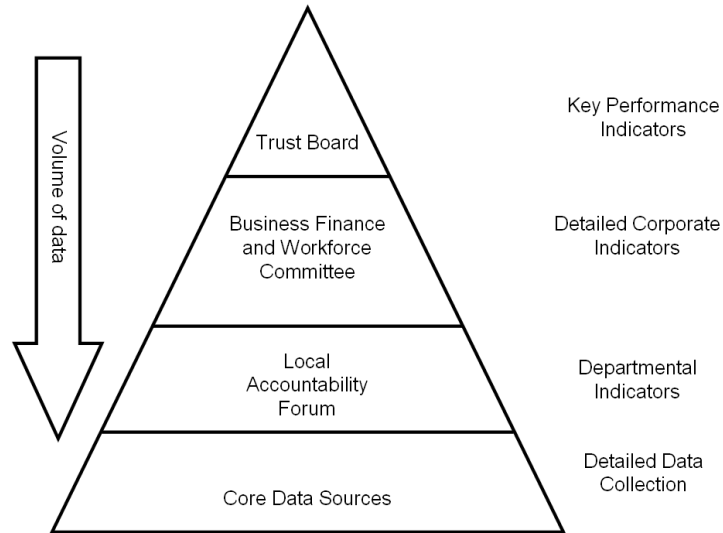 Volume of data
Trust Board
Key Performance
Indicators
Business Finance
and Workforce
Committee
Detailed Corporate
Indicators
Local
Accountability
Forum
Departmental
Indicators
Core Data Sources
Detailed Data
Collection